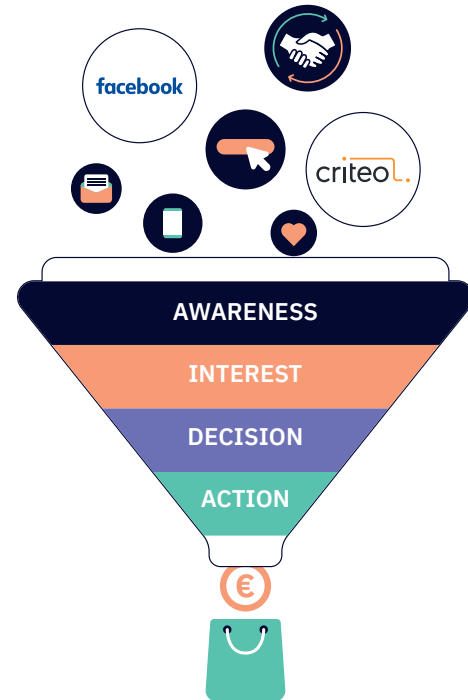 facebook
criteo
AWARENESS
INTEREST
DECISION
ACTION
€